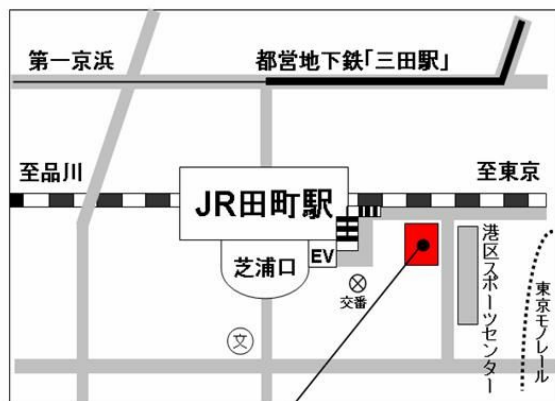 第一京浜
都営地下鉄「三田駅」
至品川
至東京
JR田町駅
EV
芝浦口
交番
文
港区スポーツセンター
東京モノレール